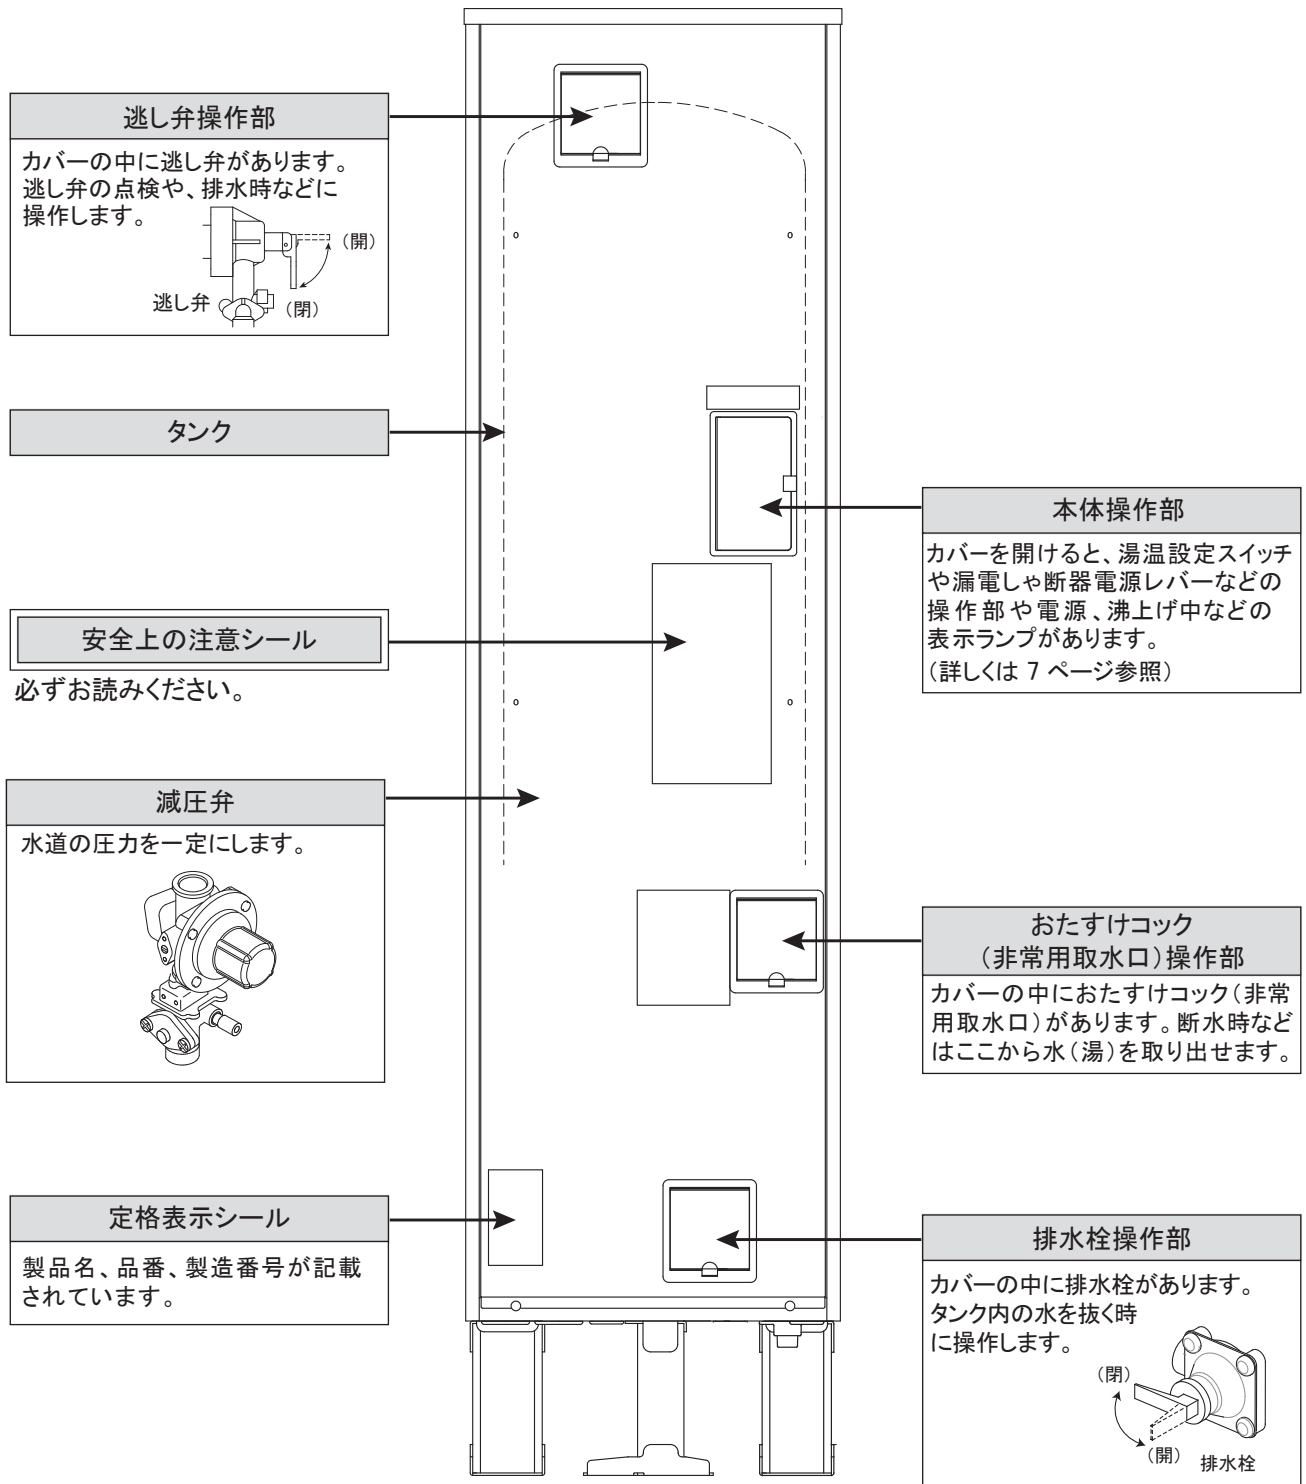 逃し弁操作部
カバーの中に逃し弁があります。
逃し弁の点検や、排水時などに
操作します。
（開）
逃し弁
（閉）
タンク
安全上の注意シール
必ずお読みください。
減圧弁
水道の圧力を一定にします。
定格表示シール
製品名、品番、製造番号が記載
されています。
本体操作部
カバーを開けると、湯温設定スイッチ
や漏電しゃ断器電源レバーなどの
操作部や電源、沸上げ中などの
表示ランプがあります。
（詳しくは 7 ページ参照）
おたすけコック
（非常用取水口）操作部
カバーの中におたすけコック（非常
用取水口）があります。断水時など
はここから水（湯）を取り出せます。
排水栓操作部
カバーの中に排水栓があります。
タンク内の水を抜く時
に操作します。
（閉）
（開）
排水栓